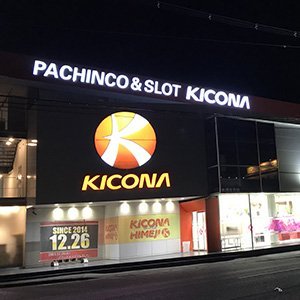 PACHINCO & SLOT KICONA
KICONA
SINCE 2014
12.26
KICONA
HIMEJI